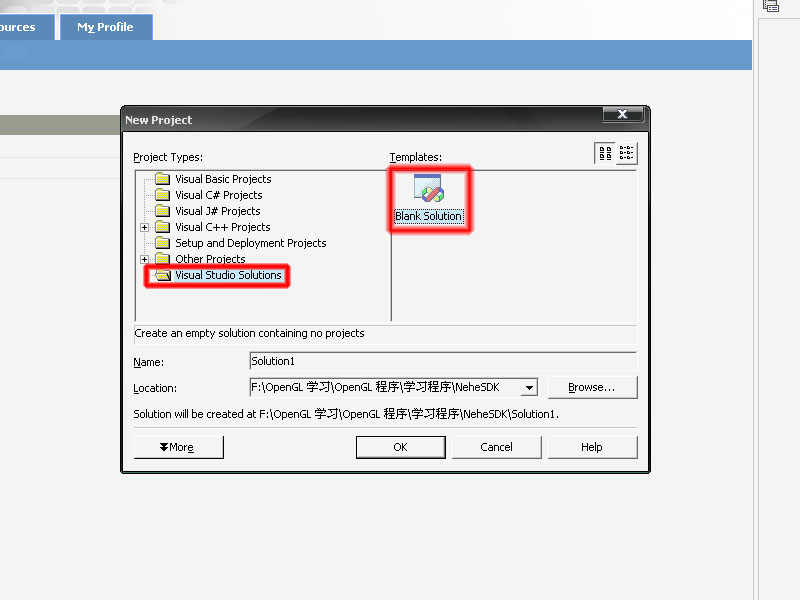 ources
My Profile
New Project
Project Types:
Templates:
Visual Basic Projects
Visual C# Projects
Visual J# Projects
Visual C++ Projects
Setup and Deployment Projects
Other Projects
Visual Studio Solutions
Blank Solution
Create an empty solution containing no projects
Name:
Solution1
Location:
F:\OpenGL 学习\OpenGL 程序\学习程序\NeheSDK
Browse...
Solution will be created at F:\OpenGL 学习\OpenGL 程序\学习程序\NeheSDK\Solution1.
More
OK
Cancel
Help